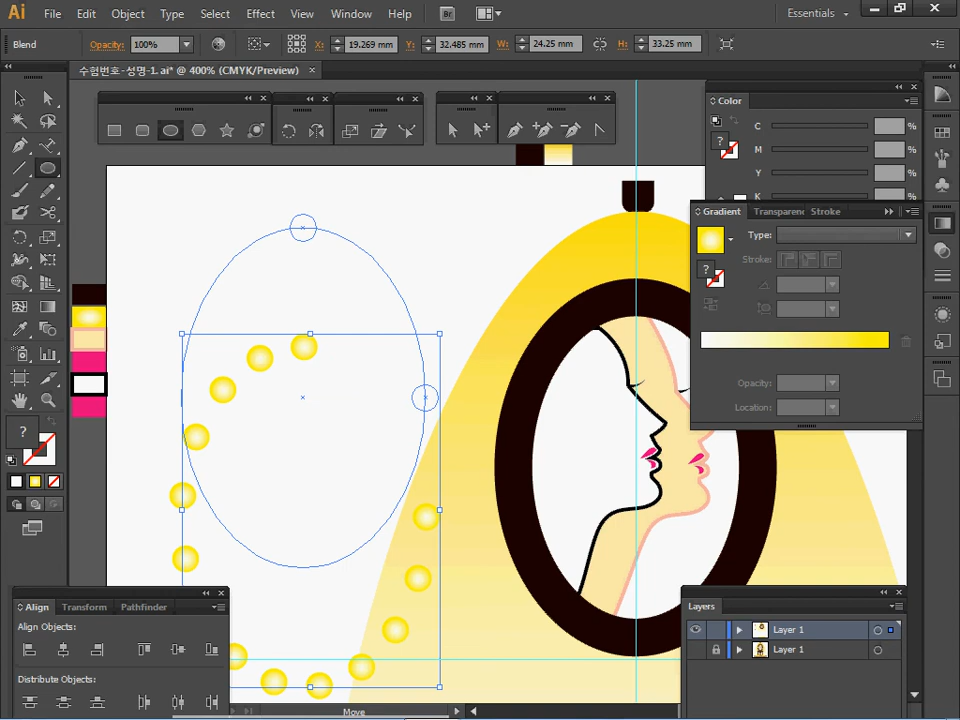 Ai File Edit Object Type Select Effect View Window Help Br Essentials
Blend Opacity: 100% X: 19.269 mm Y: 32.485 mm W: 24.25 mm H: 33.25 mm
수험번호-성명-1. ai* @ 400% (CMYK/Preview)
Color
C %
M %
Y %
K %
Gradient Transparenc Stroke
Type:
Stroke:
Opacity:
Location:
?
?
?
Align Transform Pathfinder
Align Objects:
Distribute Objects:
Layers
Layer 1
Layer 1
Move